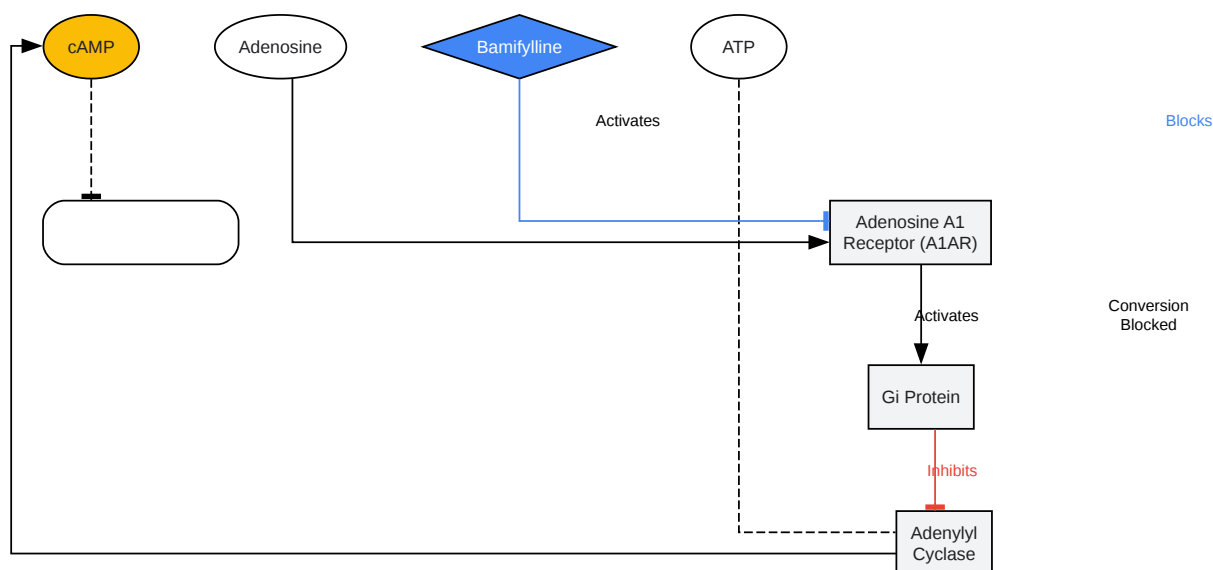 cAMP
Adenosine
Bamifylline
ATP
Activates
Blocks
Adenosine A1
Receptor (A1AR)
Activates
Conversion
Blocked
Gi Protein
Inhibits
Adenylyl
Cyclase